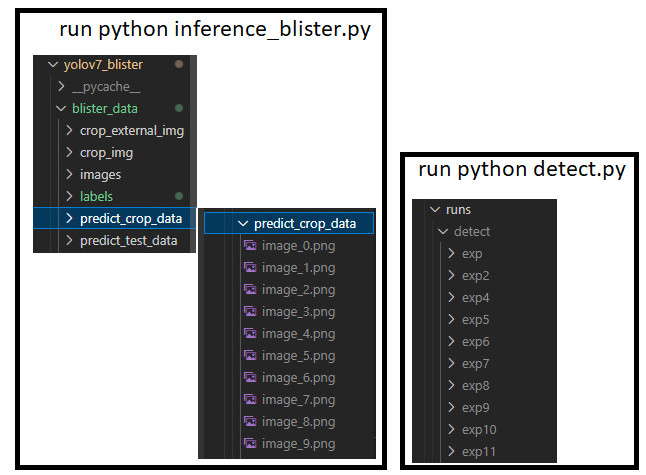 run python inference_blister.py
yolov7_blister
__pycache__
blister_data
crop_external_img
crop_img
images
labels
predict_crop_data
predict_test_data
predict_crop_data
image_0.png
image_1.png
image_2.png
image_3.png
image_4.png
image_5.png
image_6.png
image_7.png
image_8.png
image_9.png
run python detect.py
runs
detect
exp
exp2
exp4
exp5
exp6
exp7
exp8
exp9
exp10
exp11